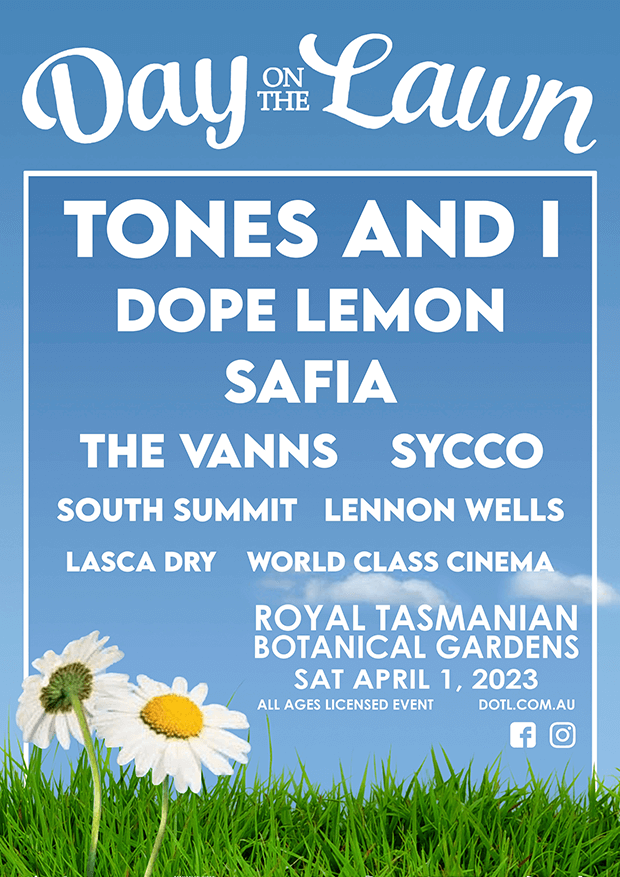 Day ON THE Lawn
TONES AND I
DOPE LEMON
SAFIA
THE VANNS SYCCO
SOUTH SUMMIT LENNON WELLS
LASCA DRY WORLD CLASS CINEMA
ROYAL TASMANIAN
BOTANICAL GARDENS
SAT APRIL 1, 2023
ALL AGES LICENSED EVENT DOTL.COM.AU